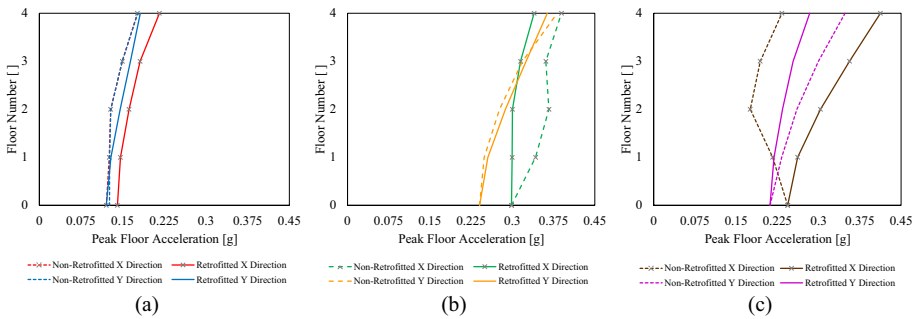 4
3
2
1
0
Floor Number [ ]
0 0.075 0.15 0.225 0.3 0.375 0.45
Peak Floor Acceleration [g]
Non-Retrofitted X Direction Retrofitted X Direction
Non-Retrofitted Y Direction Retrofitted Y Direction
(a)
4
3
2
1
0
Floor Number [ ]
0 0.075 0.15 0.225 0.3 0.375 0.45
Peak Floor Acceleration [g]
Non-Retrofitted X Direction Retrofitted X Direction
Non-Retrofitted Y Direction Retrofitted Y Direction
(b)
4
3
2
1
0
Floor Number [ ]
0 0.075 0.15 0.225 0.3 0.375 0.45
Peak Floor Acceleration [g]
Non-Retrofitted X Direction Retrofitted X Direction
Non-Retrofitted Y Direction Retrofitted Y Direction
(c)